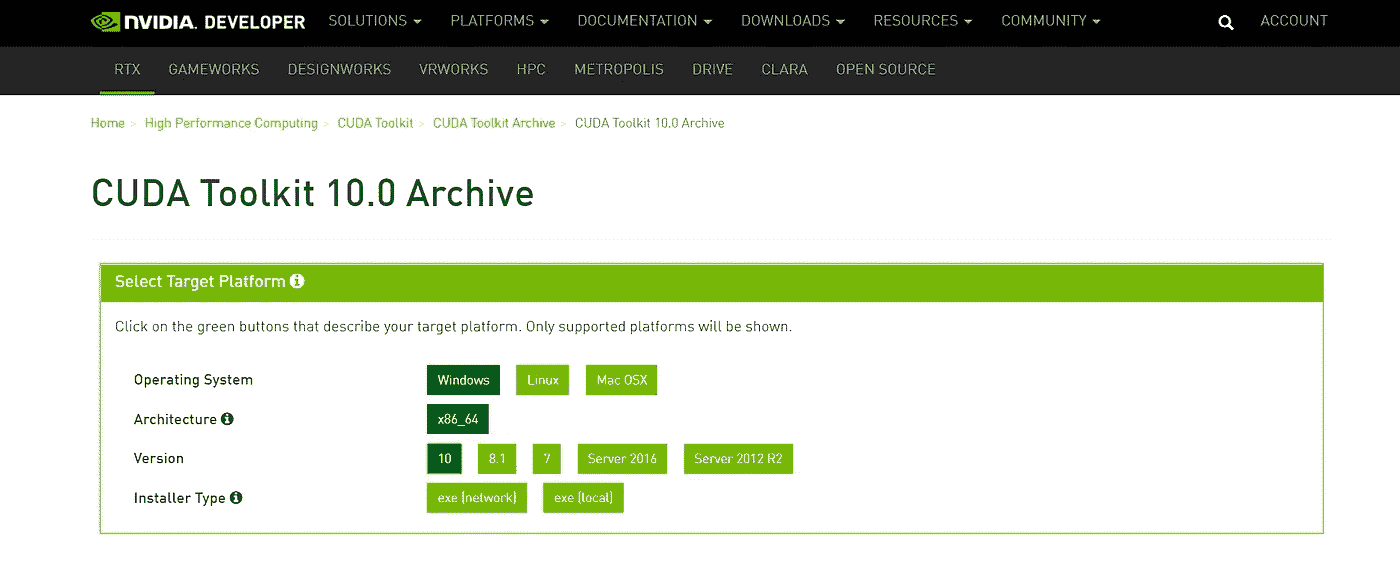 NVIDIA. DEVELOPER SOLUTIONS PLATFORMS DOCUMENTATION DOWNLOADS RESOURCES COMMUNITY ACCOUNT
RTX GAMEWORKS DESIGNWORKS VRWORKS HPC METROPOLIS DRIVE CLARA OPEN SOURCE
Home > High Performance Computing > CUDA Toolkit > CUDA Toolkit Archive > CUDA Toolkit 10.0 Archive
CUDA Toolkit 10.0 Archive
Select Target Platform
Click on the green buttons that describe your target platform. Only supported platforms will be shown.
Operating System Windows Linux Mac OSX
Architecture x86_64
Version 10 8.1 7 Server 2016 Server 2012 R2
Installer Type exe (network) exe (local)